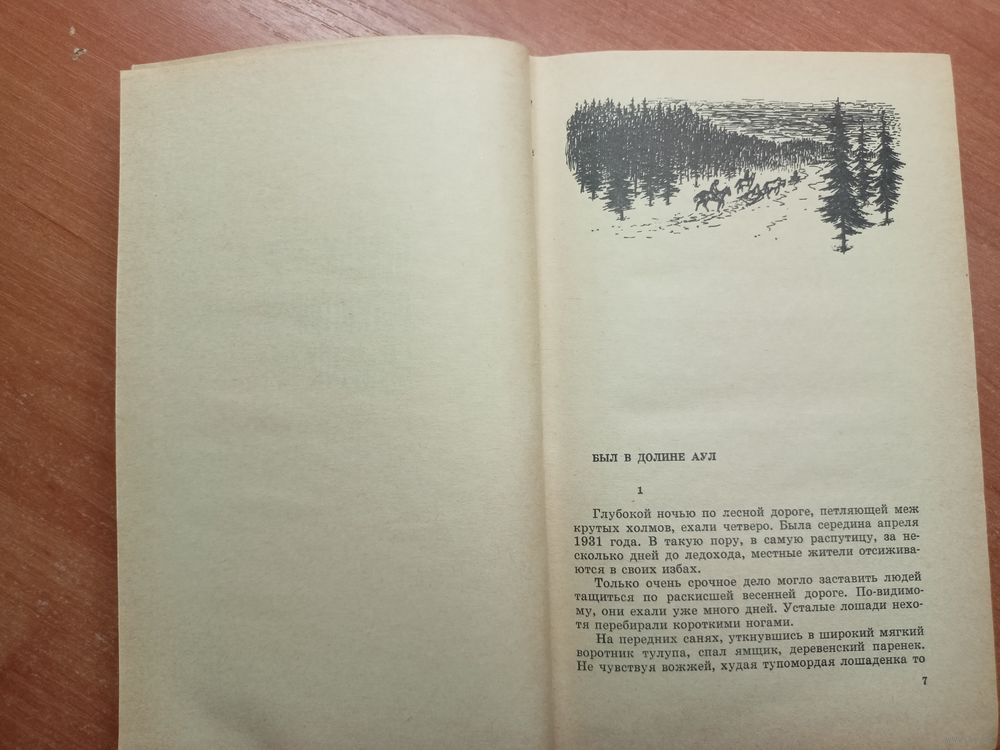 БЫЛ В ДОЛИНЕ АУЛ
1
Глубокой ночью по лесной дороге, петляющей меж
крутых холмов, ехали четверо. Была середина апреля
1931 года. В такую пору, в самую распутицу, за не-
сколько дней до ледохода, местные жители отсижива-
ются в своих избах.
Только очень срочное дело могло заставить людей
тащиться по раскисшей весенней дороге. По-видимо-
му, они ехали уже много дней. Усталые лошади нехо-
тя перебирали короткими ногами.
На передних санях, уткнувшись в широкий мягкий
воротник тулупа, спал ямщик, деревенский паренек.
Не чувствуя вожжей, худая тупомордая лошаденка то
7